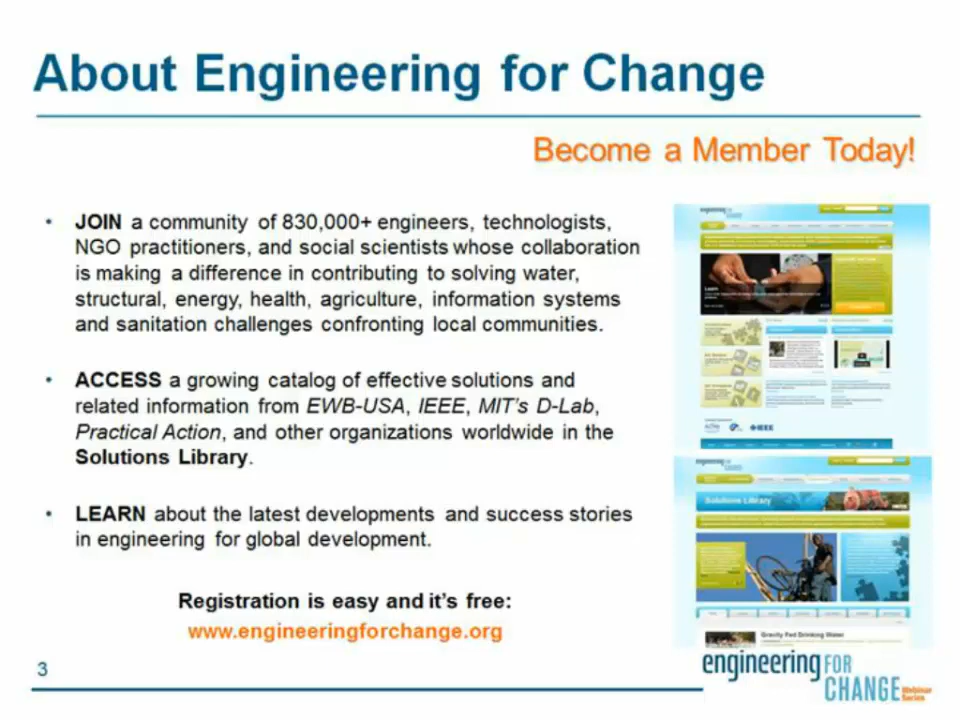 About Engineering for Change
Become a Member Today!
• JOIN a community of 830,000+ engineers, technologists,
NGO practitioners, and social scientists whose collaboration
is making a difference in contributing to solving water,
structural, energy, health, agriculture, information systems
and sanitation challenges confronting local communities.
• ACCESS a growing catalog of effective solutions and
related information from EWB-USA, IEEE, MIT's D-Lab,
Practical Action, and other organizations worldwide in the
Solutions Library.
• LEARN about the latest developments and success stories
in engineering for global development.
Registration is easy and it's free:
www.engineeringforchange.org
engineering FOR
Learn
IEEE
Solutions Library
Gravity Fed Drinking Water
3
engineering FOR
CHANGE Webinar
Series